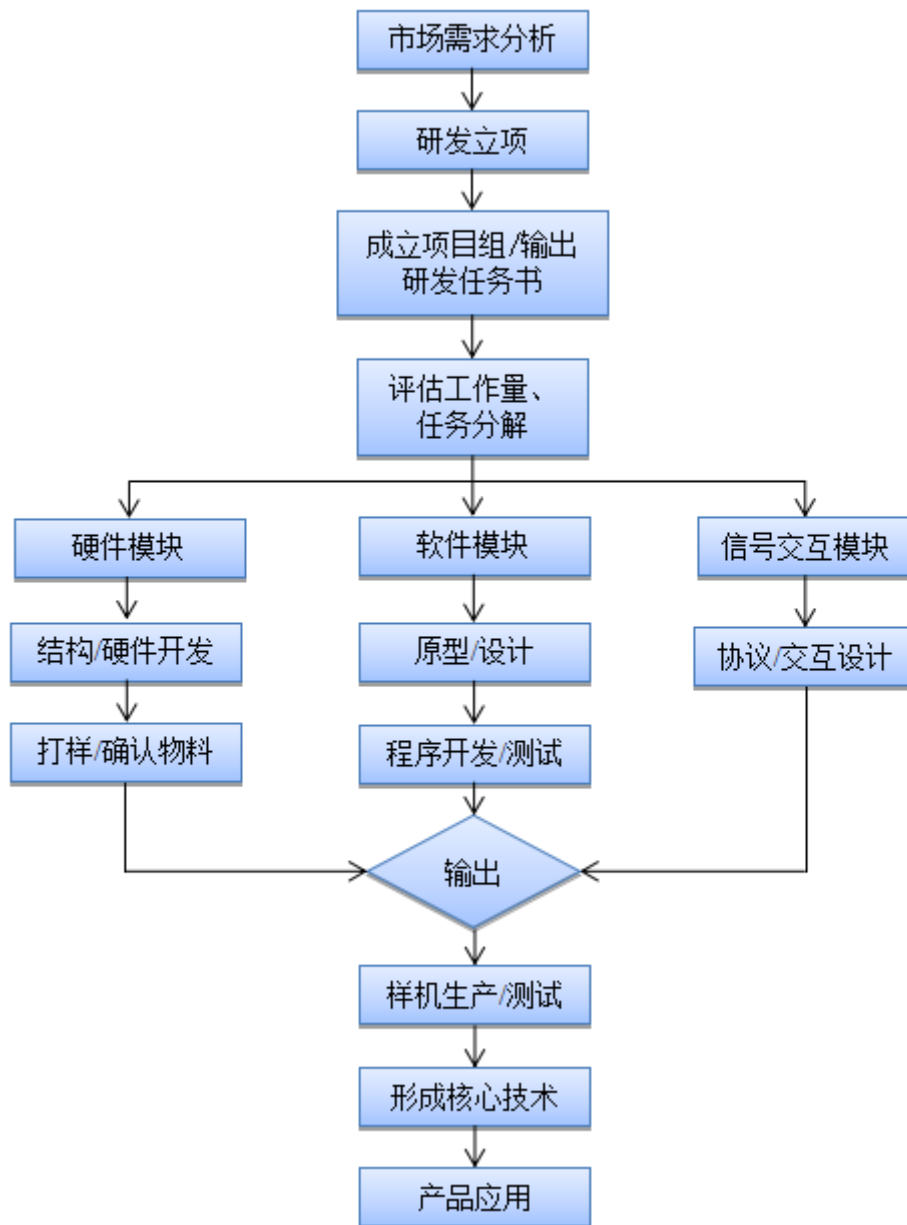 市场需求分析
研发立项
成立项目组/输出
研发任务书
评估工作量、
任务分解
硬件模块
软件模块
信号交互模块
结构/硬件开发
原型/设计
协议/交互设计
打样/确认物料
程序开发/测试
输出
样机生产/测试
形成核心技术
产品应用